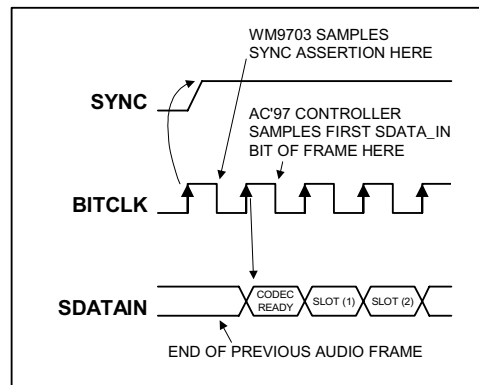 WM9703 SAMPLES
SYNC ASSERTION HERE
SYNC
AC'97 CONTROLLER
SAMPLES FIRST SDATA_IN
BIT OF FRAME HERE
BITCLK
SDATAIN
CODEC
READY
SLOT (1)
SLOT (2)
END OF PREVIOUS AUDIO FRAME